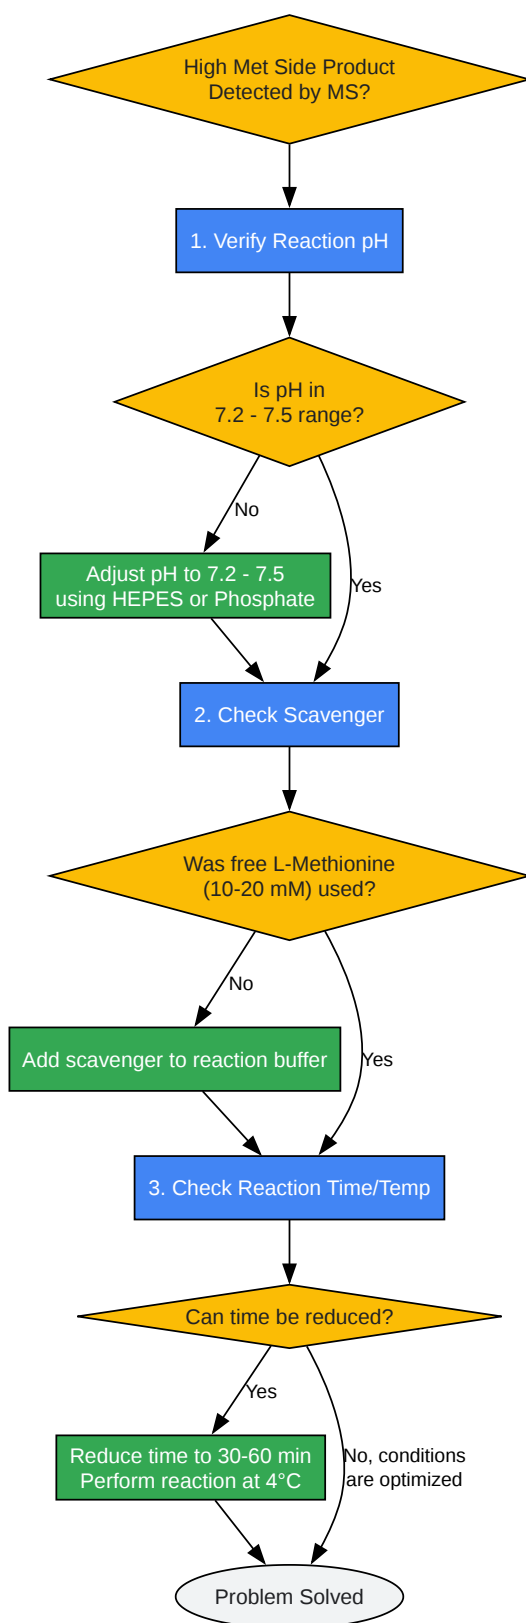 High Met Side Product
Detected by MS?
1. Verify Reaction pH
Is pH in
7.2 - 7.5 range?
No
Yes
Adjust pH to 7.2 - 7.5
using HEPES or Phosphate
2. Check Scavenger
Was free L-Methionine
(10-20 mM) used?
No
Yes
Add scavenger to reaction buffer
3. Check Reaction Time/Temp
Can time be reduced?
Yes
No, conditions
are optimized
Reduce time to 30-60 min
Perform reaction at 4°C
Problem Solved